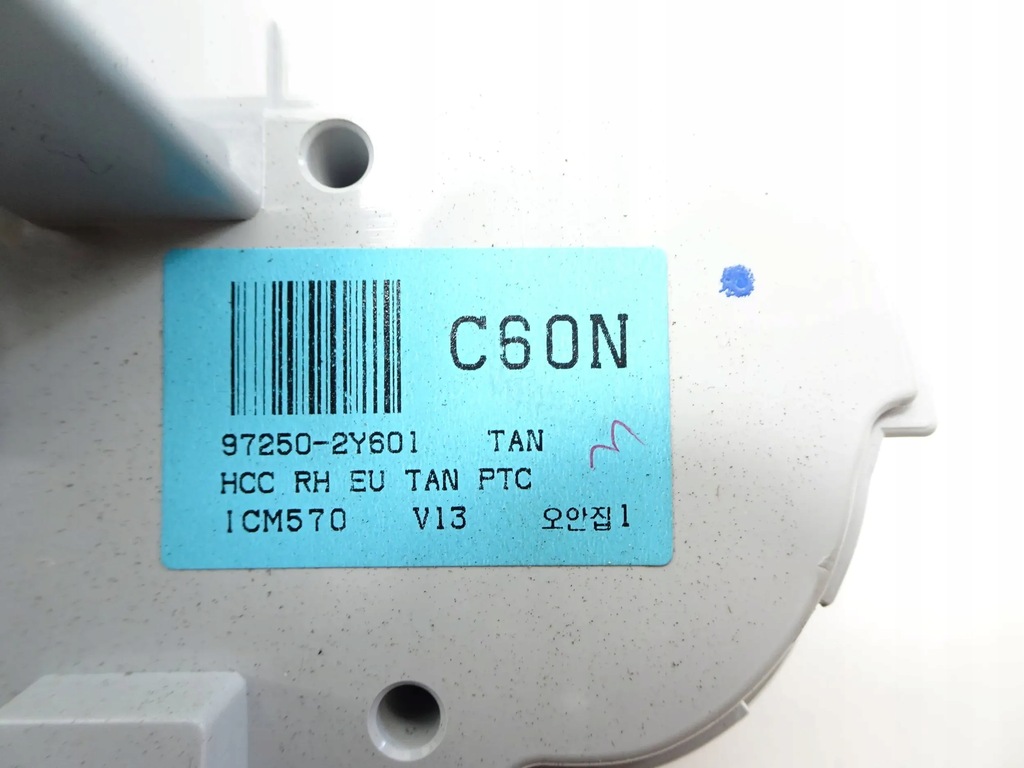 C60N
97250-2Y601 TAN
HCC RH EU TAN PTC
ICM570 V13 오안집1